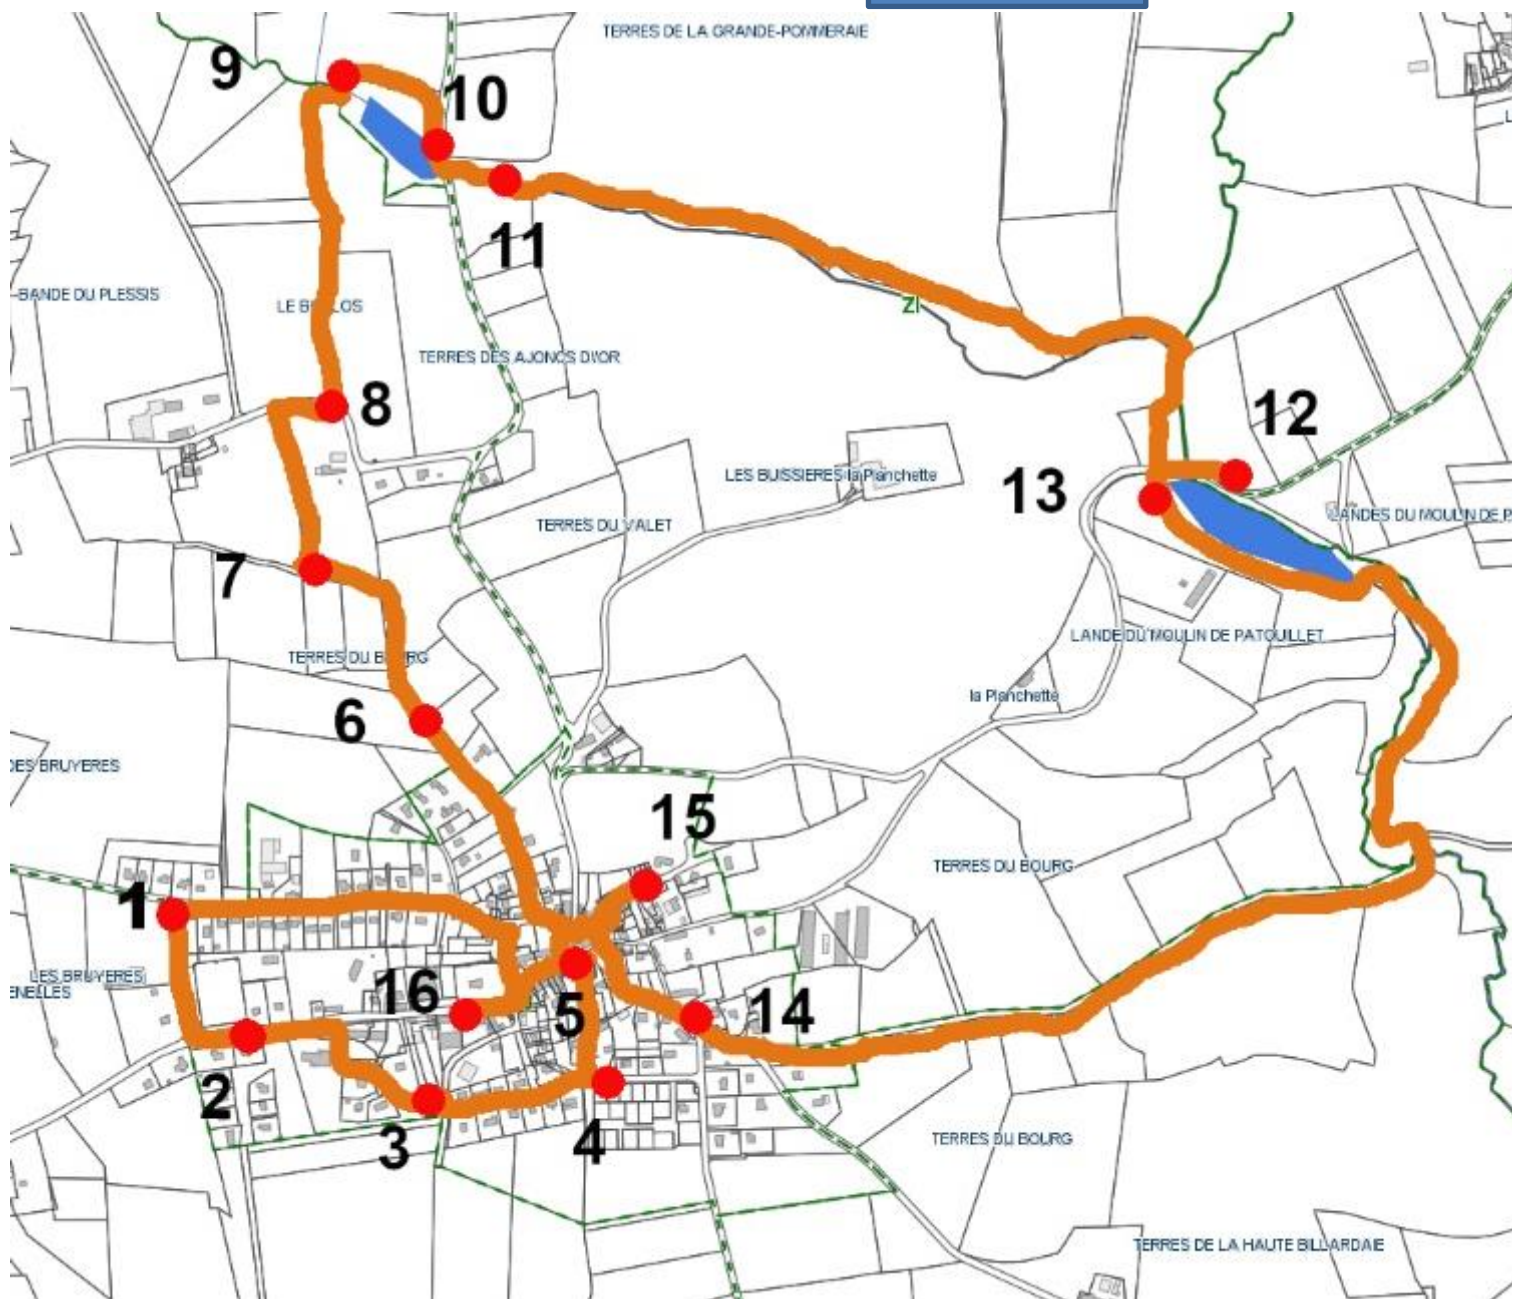 TERRES DE LA GRANDE-POMMERAIE
9
10
11
BANDE DU PLESSIS
ZI
TERRES DES AJONCS D'OR
8
12
LES BUISSIERES la Planchette
13
TERRES DU VALET
LANDES DU MOULIN DE P
7
LANDE DU MOULIN DE PATOUILLET
la Planchette
6
DES BRUYERES
15
TERRES DU BOURG
1
LES BRUYERES
ENELLES
16
5
14
2
3
4
TERRES DU BOURG
TERRES DE LA HAUTE BILLARDAIE